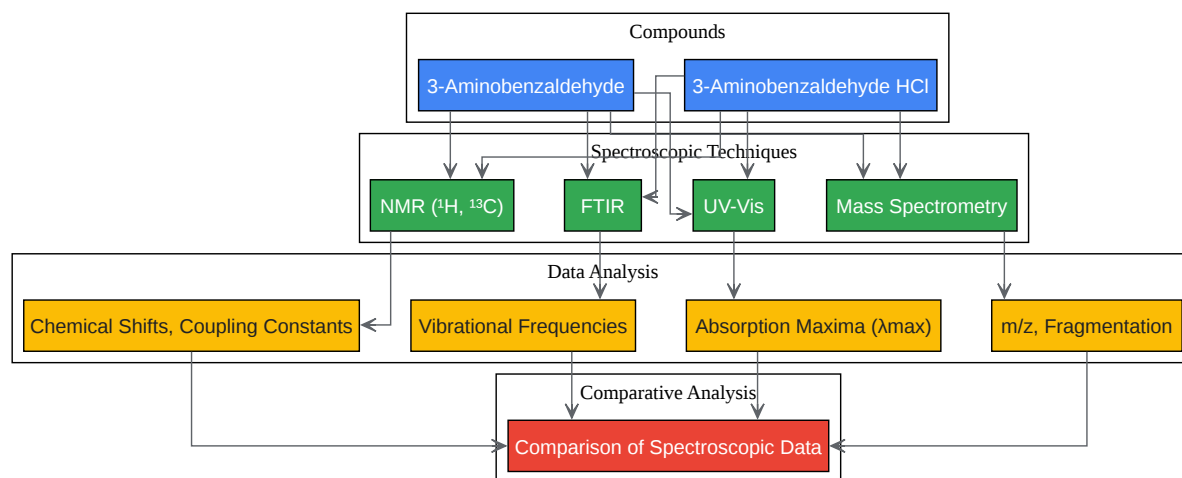 Compounds
3-Aminobenzaldehyde
3-Aminobenzaldehyde HCl
Spectroscopic Techniques
NMR (¹H, ¹³C)
FTIR
UV-Vis
Mass Spectrometry
Data Analysis
Chemical Shifts, Coupling Constants
Vibrational Frequencies
Absorption Maxima (λmax)
m/z, Fragmentation
Comparative Analysis
Comparison of Spectroscopic Data